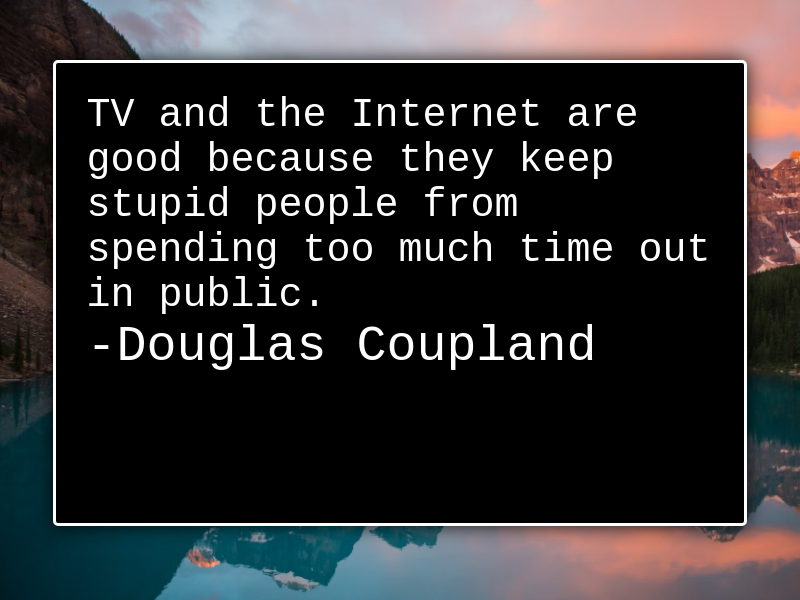 TV and the Internet are
good because they keep
stupid people from
spending too much time out
in public.
-Douglas Coupland